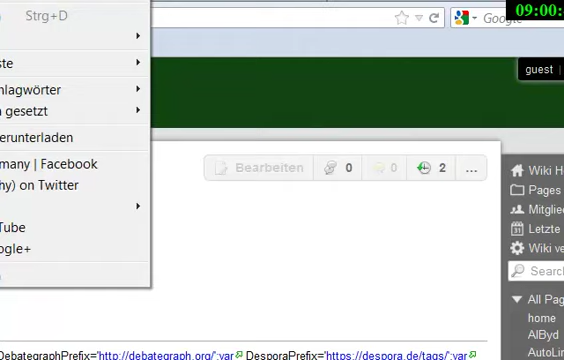 Strg+D
09:00:
Google
ste
guest |
hlagwörter
n gesetzt
erunterladen
many | Facebook
hy) on Twitter
Bearbeiten 0 0 2 ...
Tube
ogle+
Wiki H
Pages
Mitglie
Letzte
Wiki ve
Search
All Pag
home
AlByd
AutoLin
DebategraphPrefix='http://debategraph.org/';var DesporaPrefix='https://despora.de/tags/';var